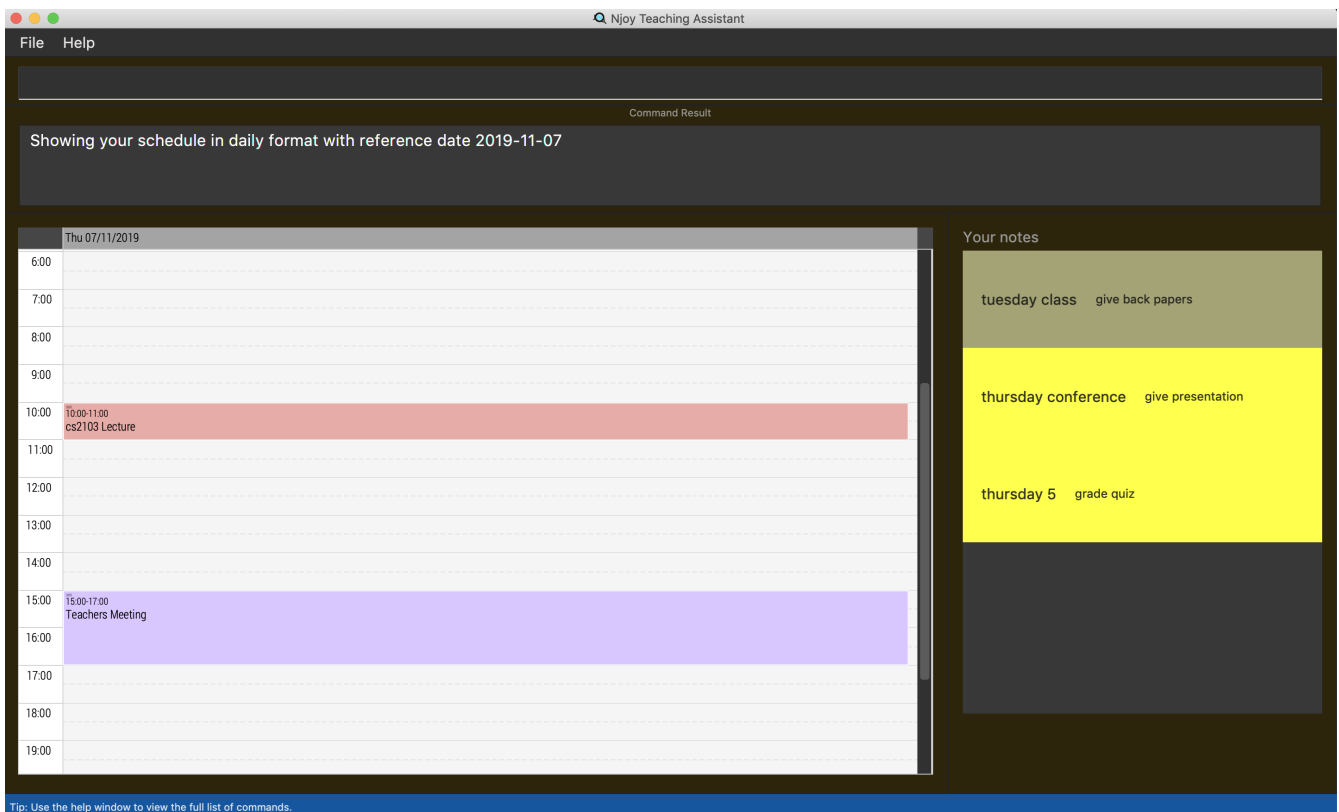 Njoy Teaching Assistant
File Help
Command Result
Showing your schedule in daily format with reference date 2019-11-07
Thu 07/11/2019
6:00
7:00
8:00
9:00
10:00
10:00-11:00
cs2103 Lecture
11:00
12:00
13:00
14:00
15:00
15:00-17:00
Teachers Meeting
16:00
17:00
18:00
19:00
Your notes
tuesday class give back papers
thursday conference give presentation
thursday 5 grade quiz
Tip: Use the help window to view the full list of commands.